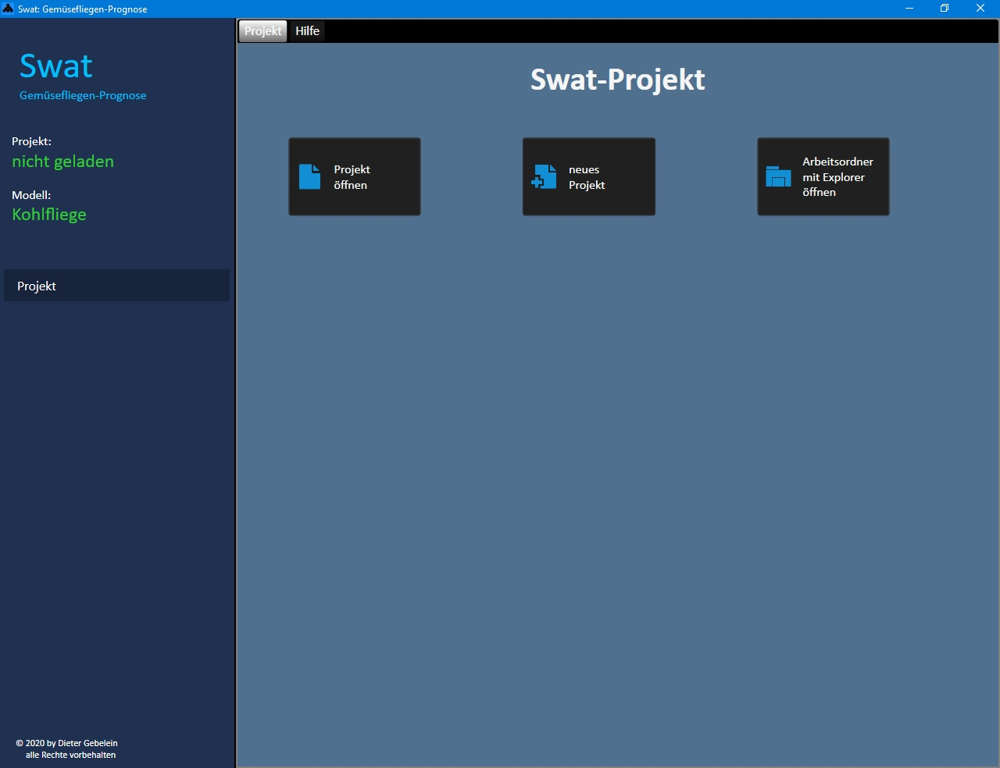 Swat: Gemüsefliegen-Prognose
Swat
Gemüsefliegen-Prognose
Projekt:
nicht geladen
Modell:
Kohlfliege
Projekt
© 2020 by Dieter Gebelein
alle Rechte vorbehalten
Projekt Hilfe
Swat-Projekt
Projekt
öffnen
neues
Projekt
Arbeitsordner
mit Explorer
öffnen